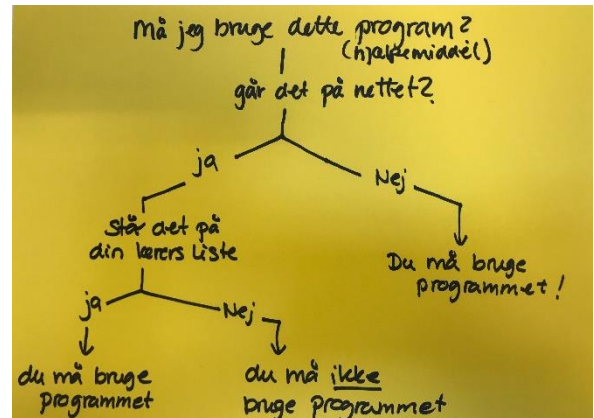 Må jeg bruge dette program?
(hjælpemiddel)
går det på nettet?
ja
Nej
Står det på
din lærers liste
Du må bruge
programmet!
ja
Nej
du må bruge
programmet
du må ikke
bruge programmet